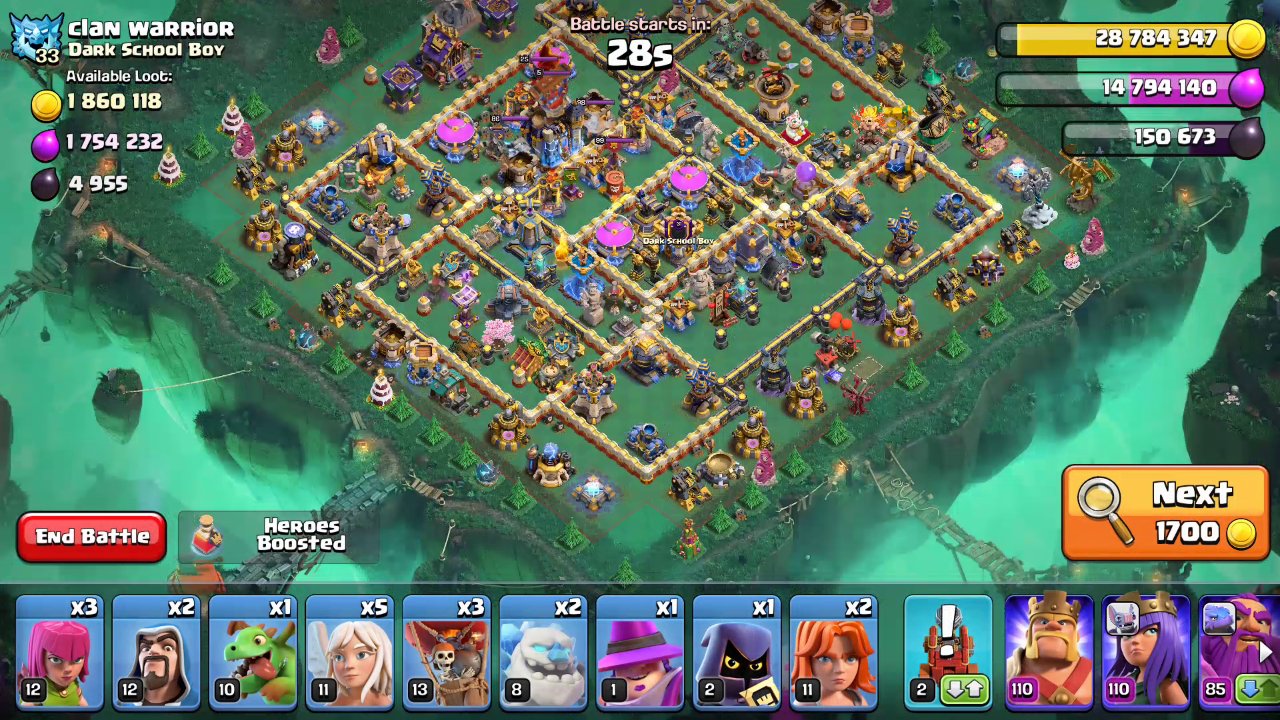 33
clan warrior
Dark School Boy
Available Loot:
1 860 118
1 754 232
4 955
Battle starts in:
28s
28 784 347
14 794 140
150 673
Dark School Boy
Next
1700
End Battle
Heroes
Boosted
x3
x2
x1
x5
x3
x2
x1
x1
x2
12
12
10
11
13
8
1
2
11
2
110
110
85